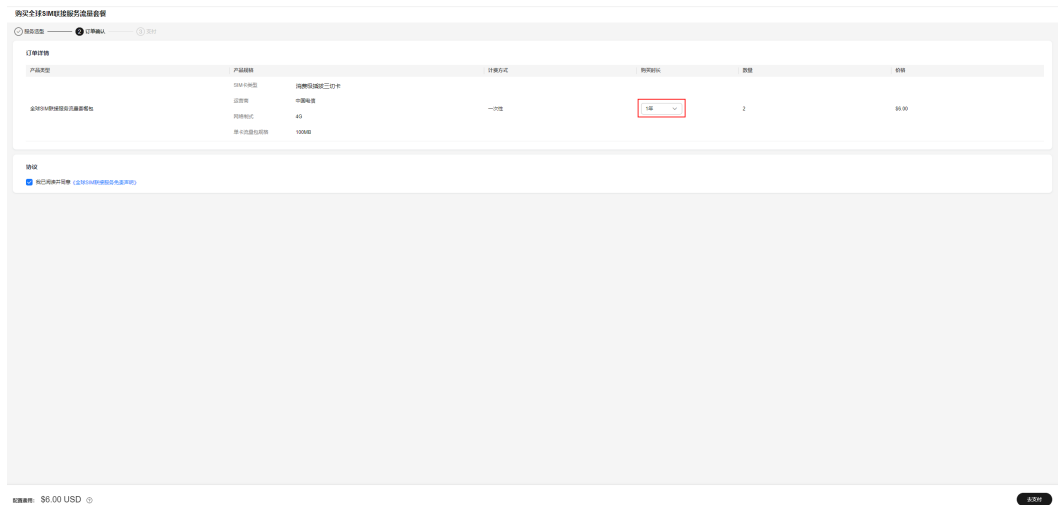 购买全球SIM联接服务流量套餐
服务选型 2 订单确认 3 支付
订单详情
产品类型 产品规格 计费方式 购买时长 数量 价格
SIM卡类型 消费级插拔三切卡
运营商 中国电信
全球SIM联接服务流量套餐包 一次性 1年 2 $6.00
网络制式 4G
单卡流量包规格 100MB
协议
我已阅读并同意《全球SIM联接服务免责声明》
配置费用: $6.00 USD
去支付